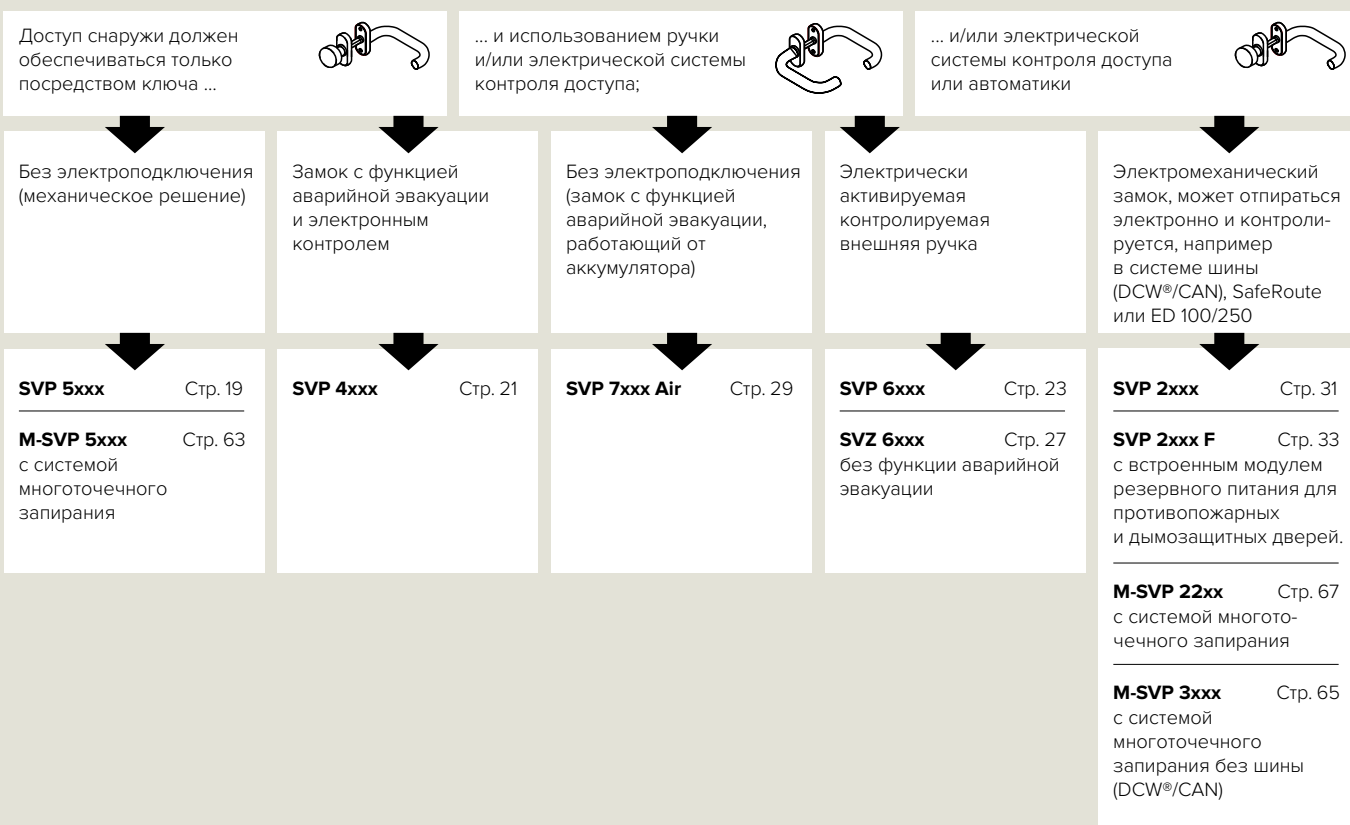 Доступ снаружи должен
обеспечиваться только
посредством ключа ...
... и использованием ручки
и/или электрической системы
контроля доступа;
... и/или электрической
системы контроля доступа
или автоматики
Без электроподключения
(механическое решение)
Замок с функцией
аварийной эвакуации
и электронным
контролем
Без электроподключения
(замок с функцией
аварийной эвакуации,
работающий от
аккумулятора)
Электрически
активируемая
контролируемая
внешняя ручка
Электромеханический
замок, может отпираться
электронно и контроли-
руется, например
в системе шины
(DCW®/CAN), SafeRoute
или ED 100/250
SVP 5xxx Стр. 19
M-SVP 5xxx Стр. 63
с системой
многоточечного
запирания
SVP 4xxx Стр. 21
SVP 7xxx Air Стр. 29
SVP 6xxx Стр. 23
SVZ 6xxx Стр. 27
без функции аварийной
эвакуации
SVP 2xxx Стр. 31
SVP 2xxx F Стр. 33
с встроенным модулем
резервного питания для
противопожарных
и дымозащитных дверей.
M-SVP 22xx Стр. 67
с системой многото-
чечного запирания
M-SVP 3xxx Стр. 65
с системой
многоточечного
запирания без шины
(DCW®/CAN)